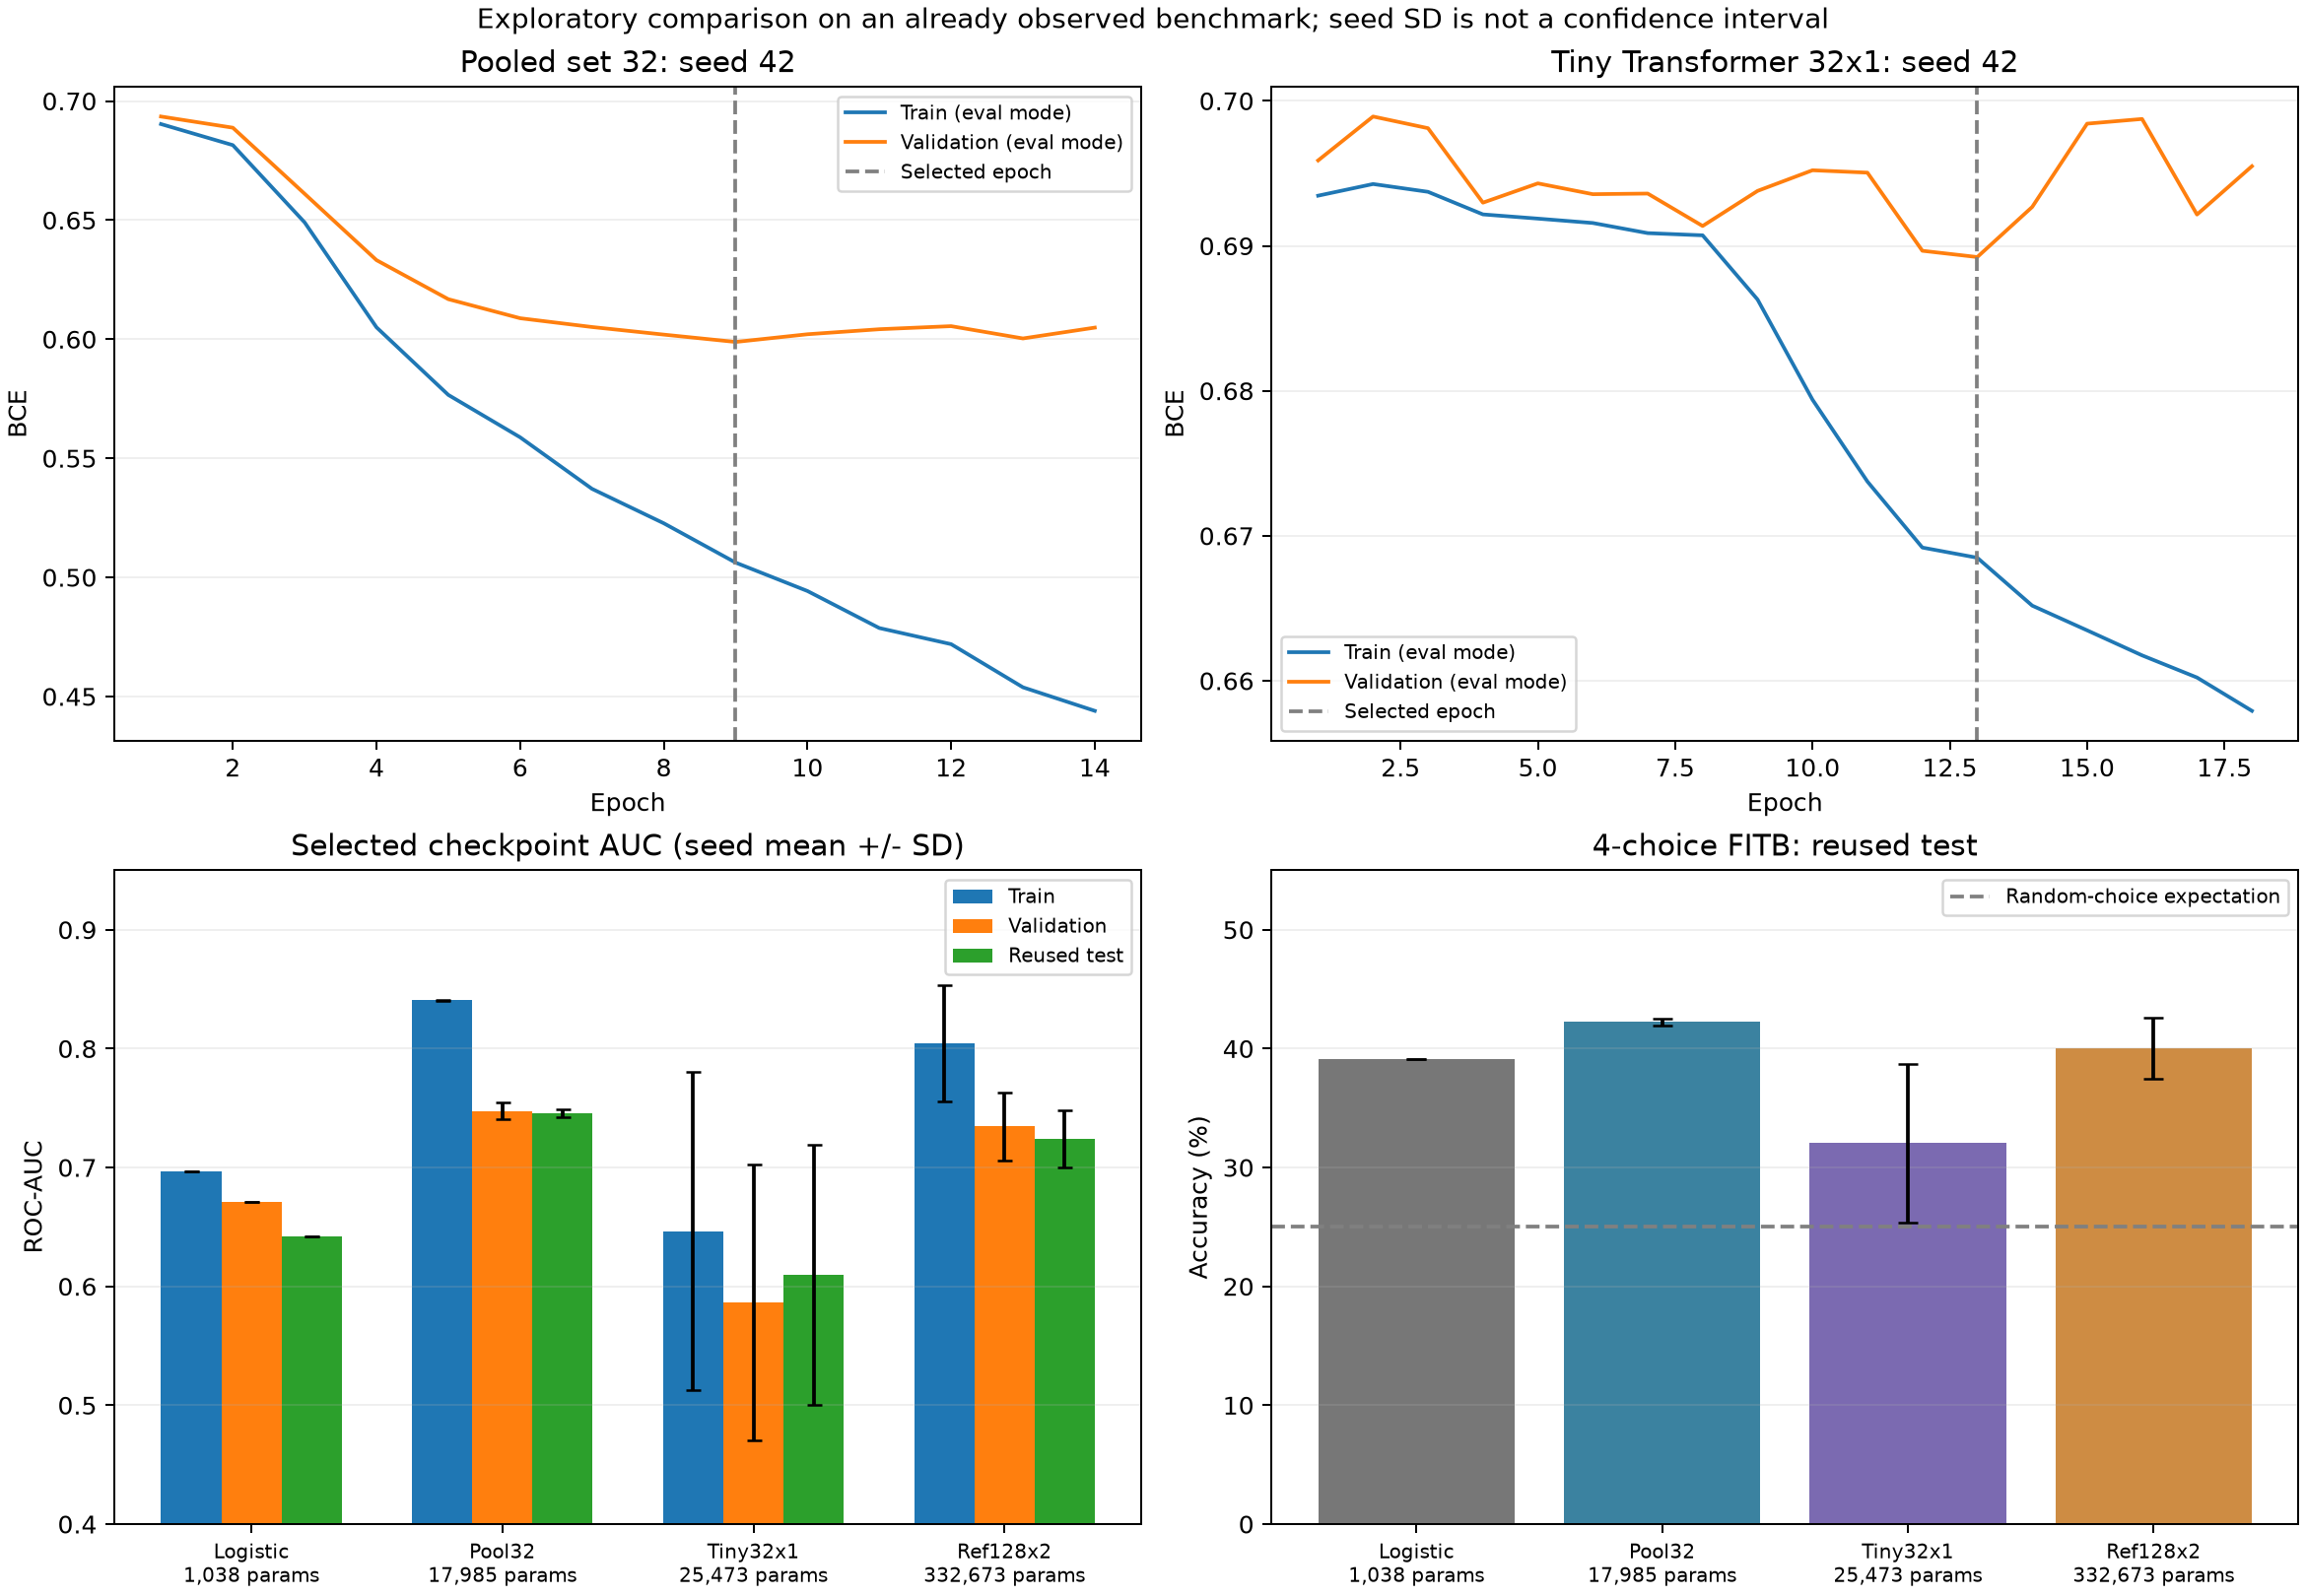 Exploratory comparison on an already observed benchmark; seed SD is not a confidence interval
Pooled set 32: seed 42
BCE
0.70
0.65
0.60
0.55
0.50
0.45
Train (eval mode)
Validation (eval mode)
Selected epoch
2 4 6 8 10 12 14
Epoch
Tiny Transformer 32x1: seed 42
BCE
0.70
0.69
0.68
0.67
0.66
Train (eval mode)
Validation (eval mode)
Selected epoch
2.5 5.0 7.5 10.0 12.5 15.0 17.5
Epoch
Selected checkpoint AUC (seed mean +/- SD)
ROC-AUC
0.9
0.8
0.7
0.6
0.5
0.4
Train
Validation
Reused test
Logistic Pool32 Tiny32x1 Ref128x2
1,038 params 17,985 params 25,473 params 332,673 params
4-choice FITB: reused test
Accuracy (%)
50
40
30
20
10
0
Random-choice expectation
Logistic Pool32 Tiny32x1 Ref128x2
1,038 params 17,985 params 25,473 params 332,673 params